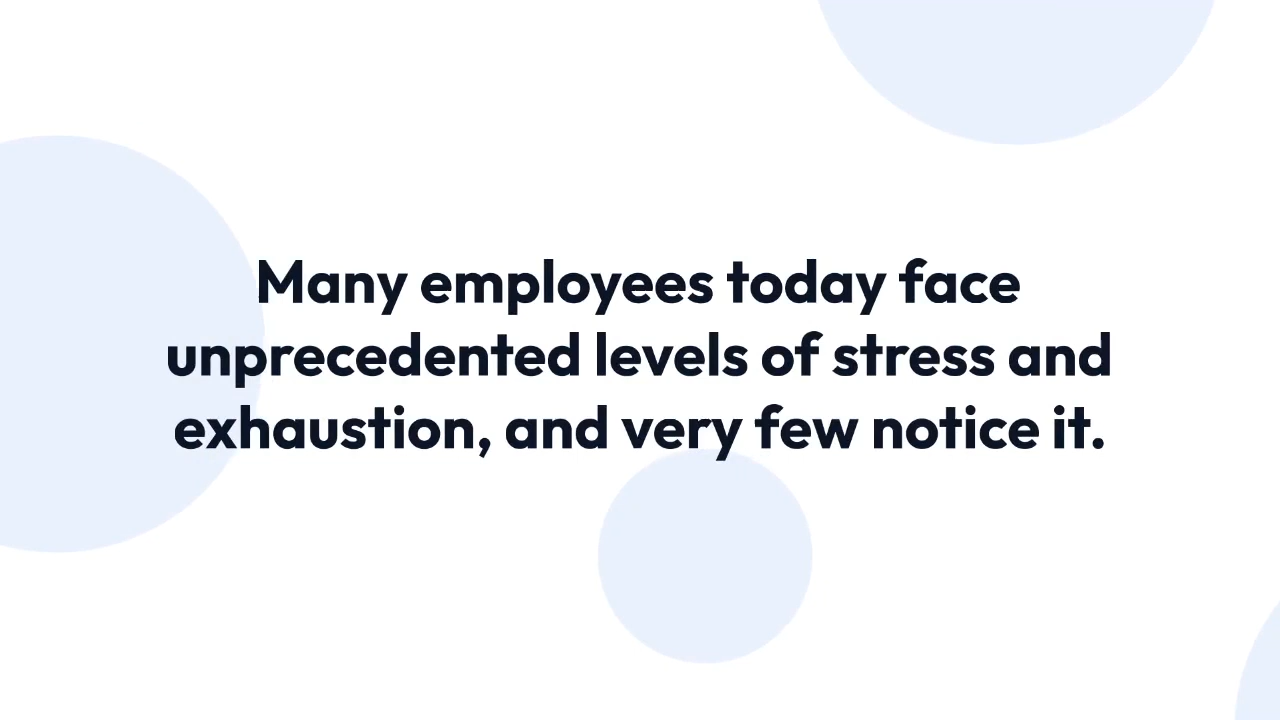 Many employees today face
unprecedented levels of stress and
exhaustion, and very few notice it.